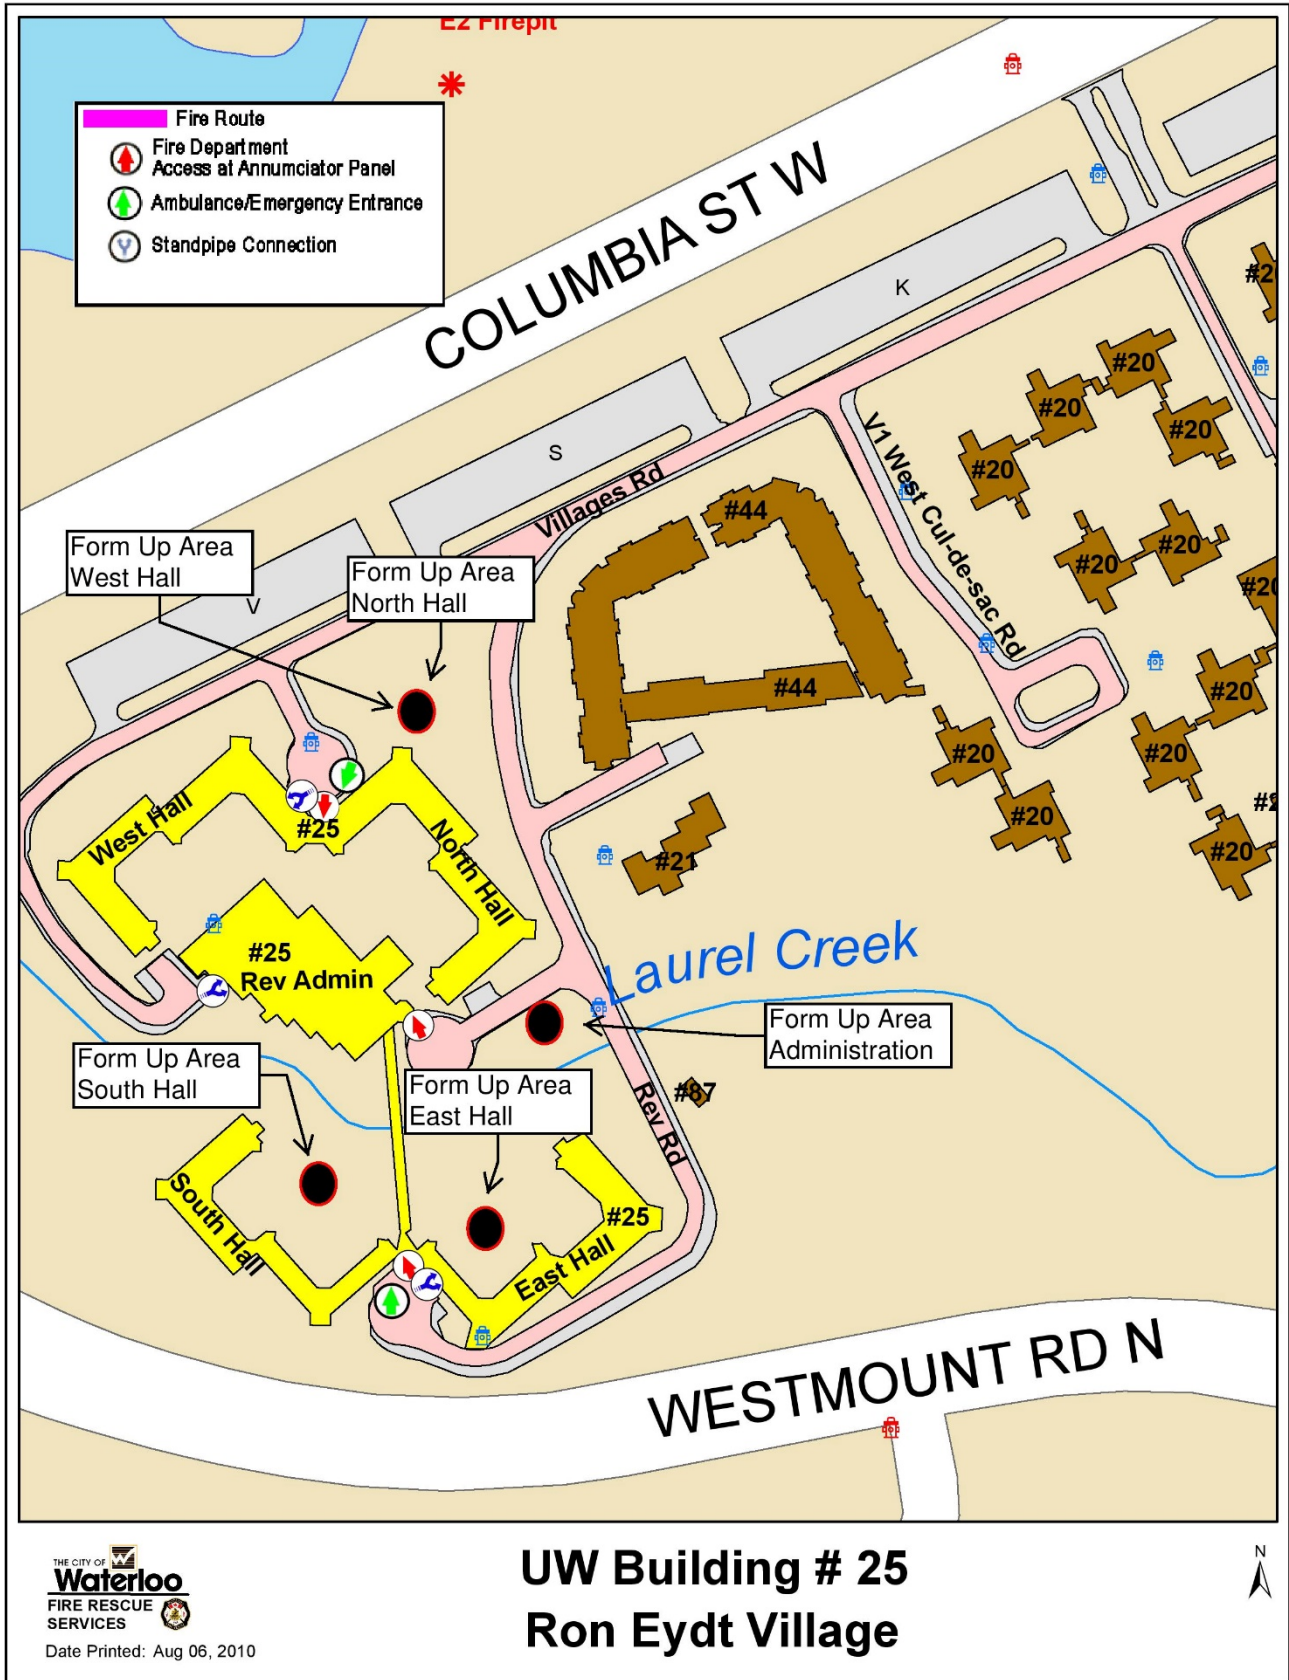 E2 Firepit
Fire Route
Fire Department
Access at Annumciator Panel
Ambulance/Emergency Entrance
Standpipe Connection
COLUMBIA ST W
K
S
V
Villages Rd
V1 West Cul-de-sac Rd
#20
#20
#20
#20
#20
#20
#20
#20
#20
#20
#20
#44
#44
#21
Form Up Area
West Hall
Form Up Area
North Hall
West Hall
#25
North Hall
#25
Rev Admin
Laurel Creek
Form Up Area
Administration
Form Up Area
South Hall
Form Up Area
East Hall
#87
Rev Rd
South Hall
#25
East Hall
WESTMOUNT RD N
THE CITY OF
Waterloo
FIRE RESCUE
SERVICES
Date Printed: Aug 06, 2010
UW Building # 25
Ron Eydt Village
N